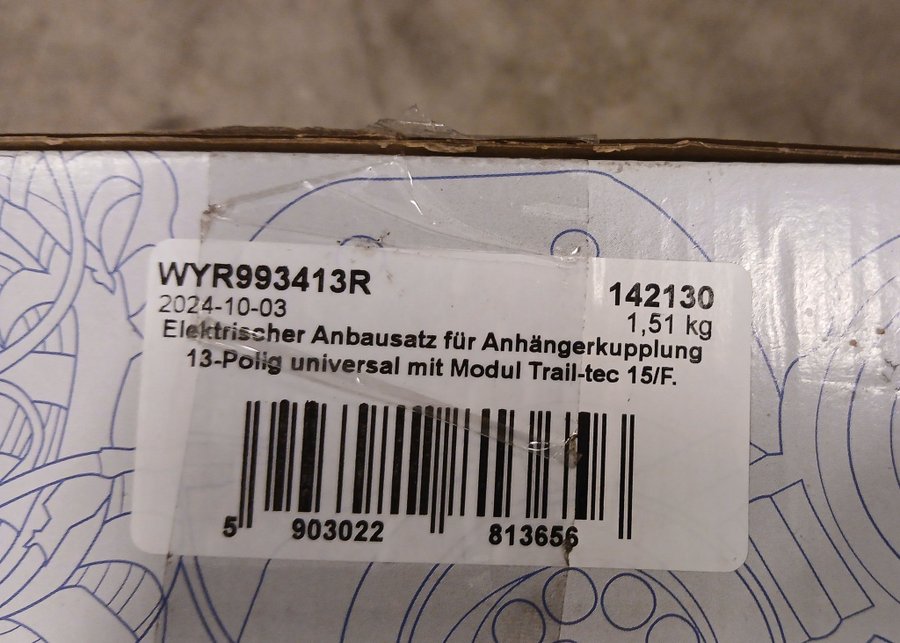 WYR993413R
142130
2024-10-03
1,51 kg
Elektrischer Anbausatz für Anhängerkupplung
13-Polig universal mit Modul Trail-tec 15/F.
5 903022 813656